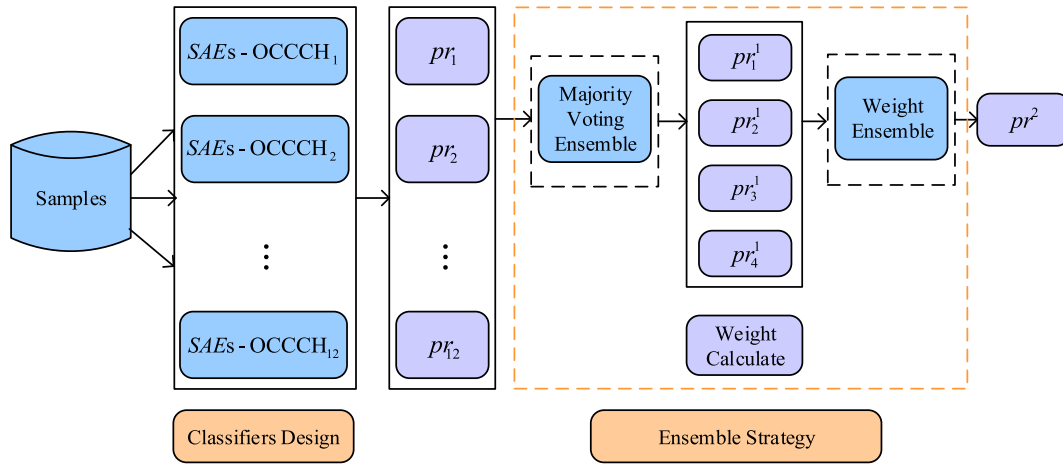 Samples
SAEs - OCCCH₁
SAEs - OCCCH₂
⋮
SAEs - OCCCH₁₂
pr₁
pr₂
⋮
pr₁₂
Majority
Voting
Ensemble
pr₁¹
pr₂¹
pr₃¹
pr₄¹
Weight
Calculate
Weight
Ensemble
pr²
Classifiers Design
Ensemble Strategy